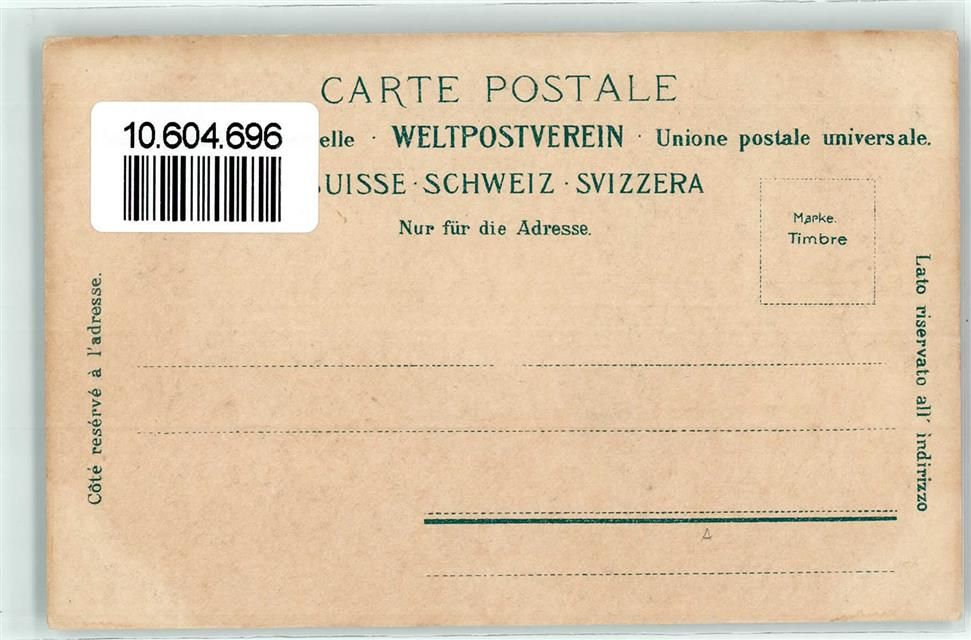 CARTE POSTALE
10.604.696
elle · WELTPOSTVEREIN · Unione postale universale.
UISSE · SCHWEIZ · SVIZZERA
Nur für die Adresse.
Marke.
Timbre
Côté reservé à l'adresse.
Lato riservato all' indirizzo
A